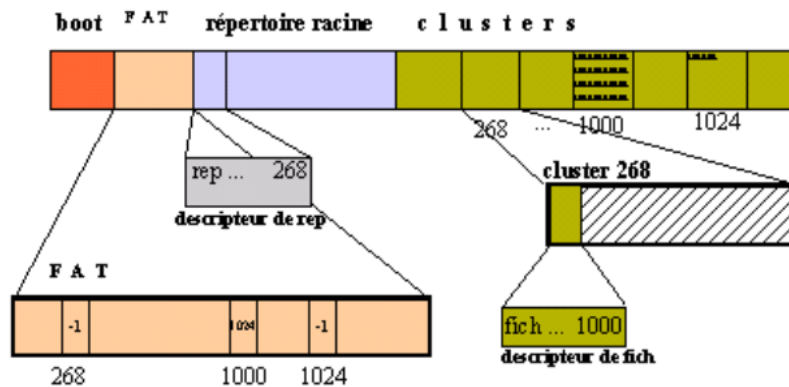 boot FAT répertoire racine clusters
268 ... 1000 1024
rep ... 268
cluster 268
descripteur de rep
FAT
-1 1024 -1
fich ... 1000
descripteur de fich
268 1000 1024